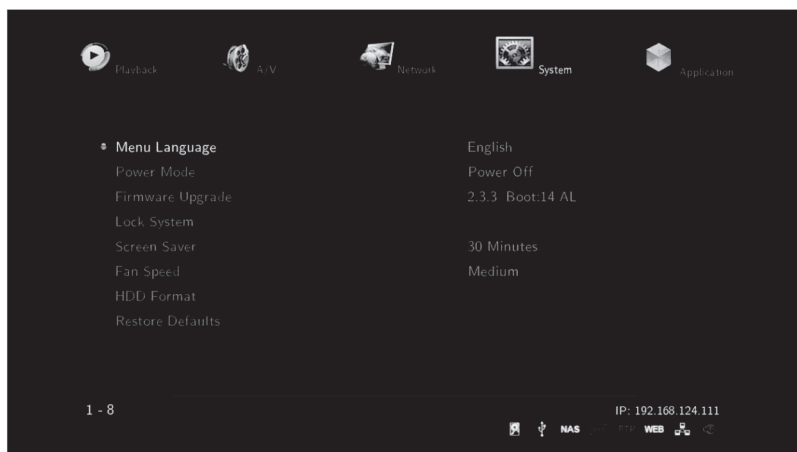 Playback A/V Network System Application
Menu Language English
Power Mode Power Off
Firmware Upgrade 2.3.3 Boot:14 AL
Lock System
Screen Saver 30 Minutes
Fan Speed Medium
HDD Format
Restore Defaults
1 - 8 IP: 192.168.124.111
NAS FTP WEB